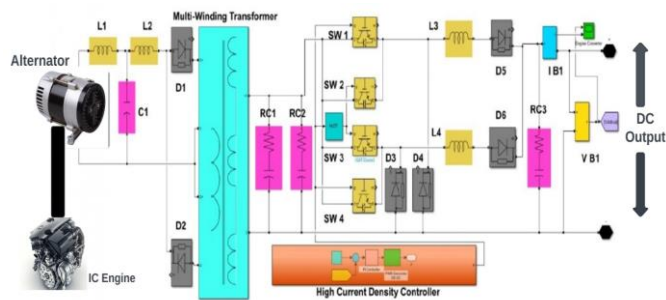 Multi-Winding Transformer
L1
L2
SW 1
L3
Alternator
D1
D5
I B1
SW 2
C1
RC1
RC2
D6
RC3
DC
Output
L4
SW 3
D3
D4
V B1
D2
SW 4
IC Engine
High Current Density Controller